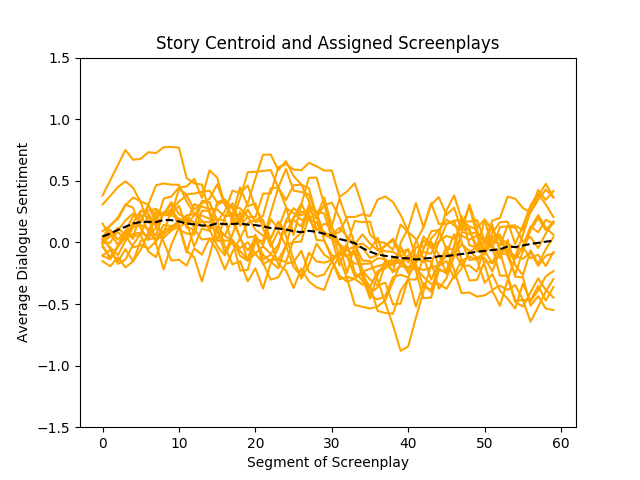 Story Centroid and Assigned Screenplays
1.5
1.0
0.5
0.0
−0.5
−1.0
−1.5
Average Dialogue Sentiment
0 10 20 30 40 50 60
Segment of Screenplay